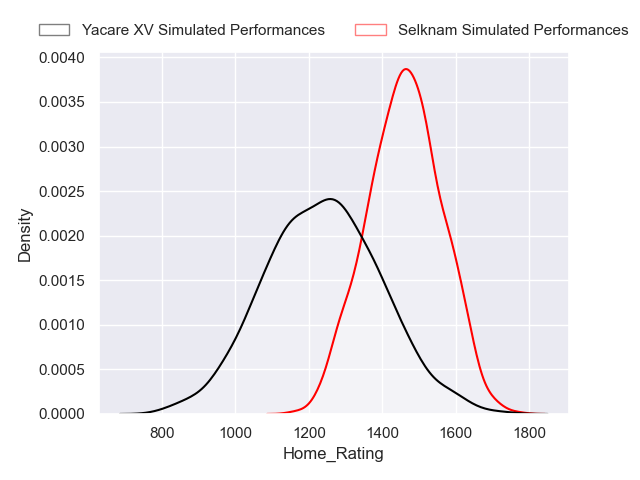 Yacare XV Simulated Performances
Selknam Simulated Performances
0.0040
0.0035
0.0030
0.0025
0.0020
0.0015
0.0010
0.0005
0.0000
Density
800 1000 1200 1400 1600 1800
Home_Rating